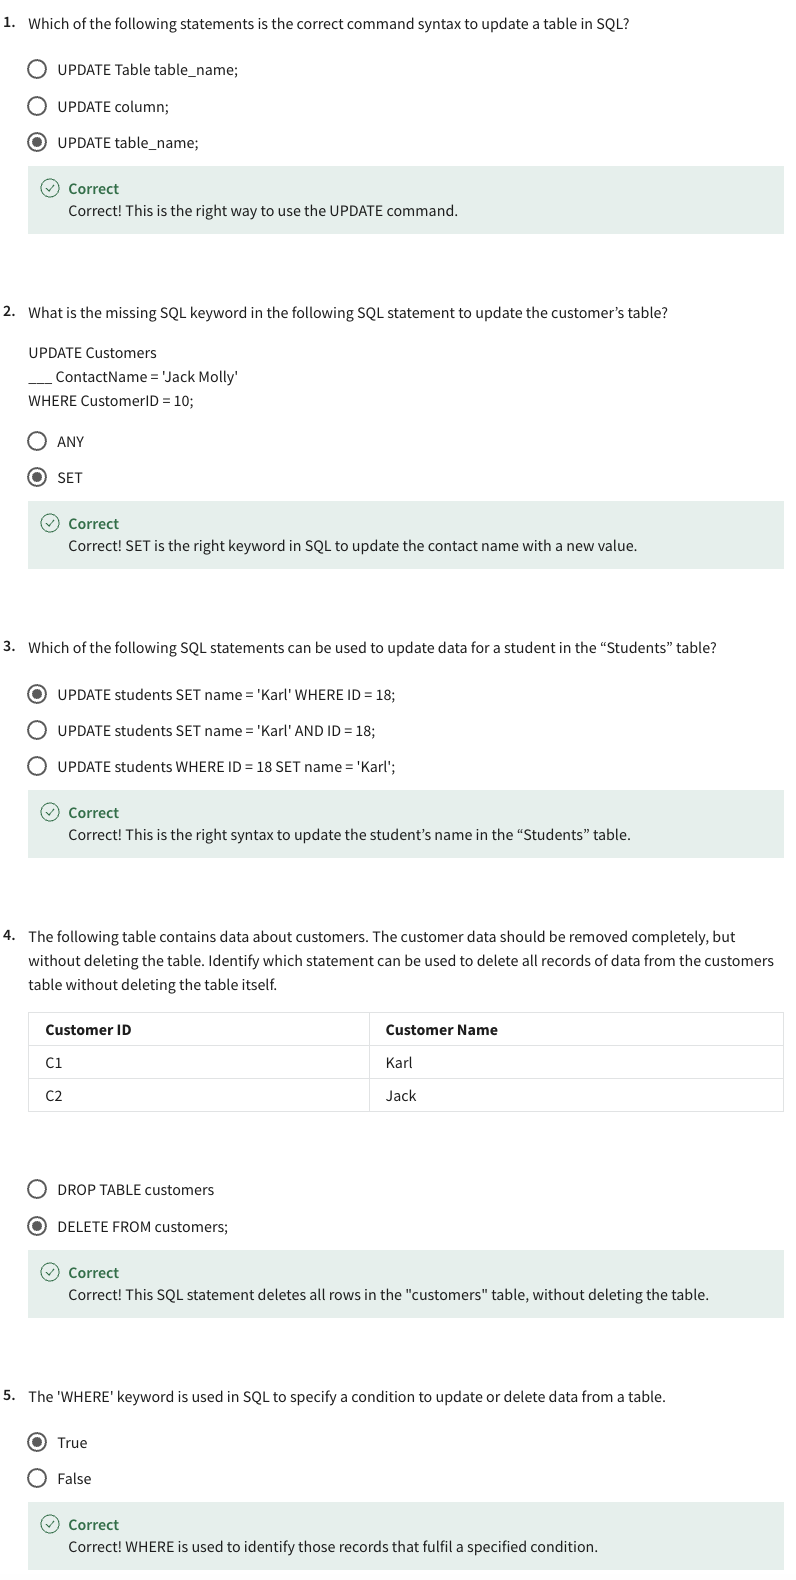 1. Which of the following statements is the correct command syntax to update a table in SQL?
UPDATE Table table_name;
UPDATE column;
UPDATE table_name;
Correct
Correct! This is the right way to use the UPDATE command.
2. What is the missing SQL keyword in the following SQL statement to update the customer’s table?
UPDATE Customers
___ ContactName = 'Jack Molly'
WHERE CustomerID = 10;
ANY
SET
Correct
Correct! SET is the right keyword in SQL to update the contact name with a new value.
3. Which of the following SQL statements can be used to update data for a student in the “Students” table?
UPDATE students SET name = 'Karl' WHERE ID = 18;
UPDATE students SET name = 'Karl' AND ID = 18;
UPDATE students WHERE ID = 18 SET name = 'Karl';
Correct
Correct! This is the right syntax to update the student’s name in the “Students” table.
4. The following table contains data about customers. The customer data should be removed completely, but
without deleting the table. Identify which statement can be used to delete all records of data from the customers
table without deleting the table itself.
Customer ID Customer Name
C1 Karl
C2 Jack
DROP TABLE customers
DELETE FROM customers;
Correct
Correct! This SQL statement deletes all rows in the "customers" table, without deleting the table.
5. The 'WHERE' keyword is used in SQL to specify a condition to update or delete data from a table.
True
False
Correct
Correct! WHERE is used to identify those records that fulfil a specified condition.